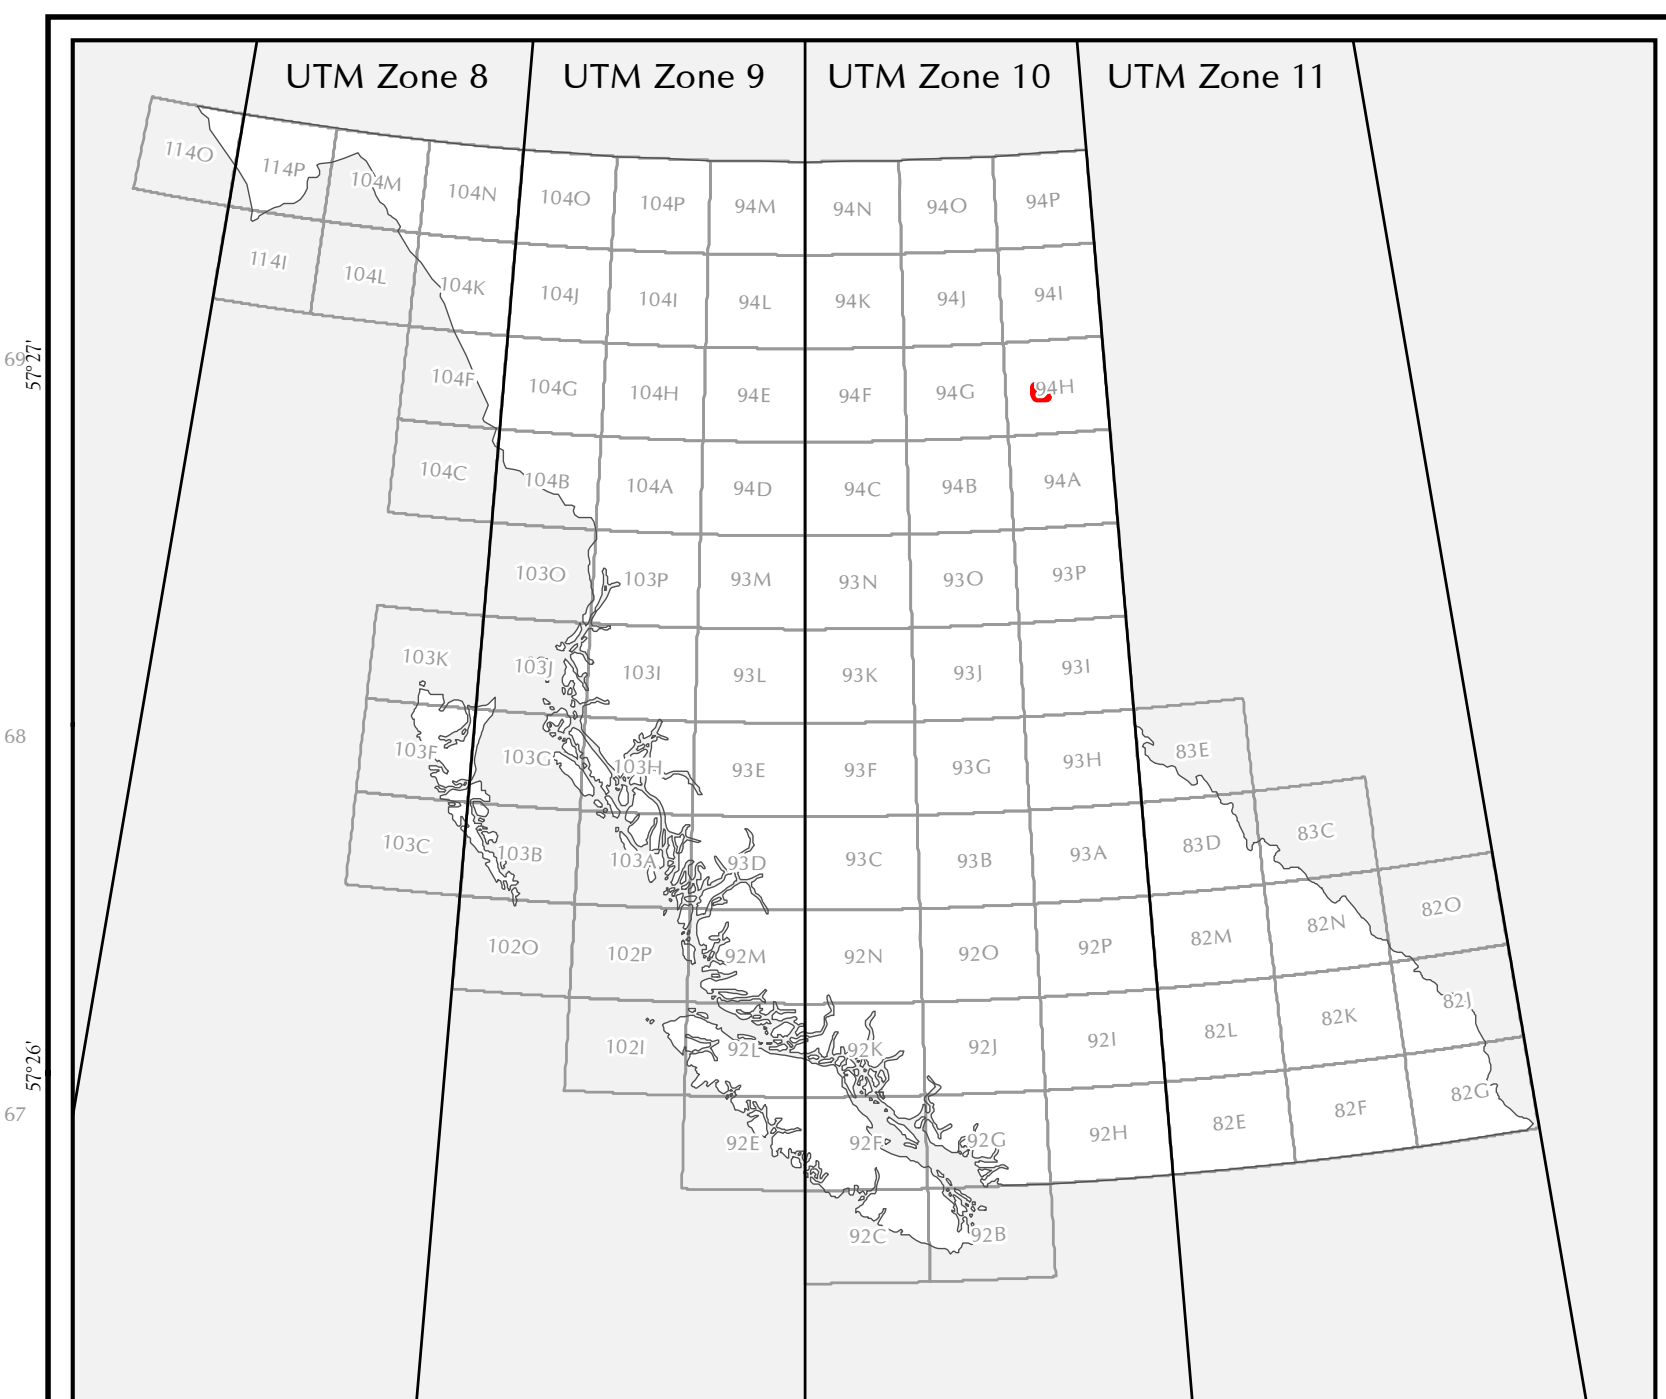 UTM Zone 8 UTM Zone 9 UTM Zone 10 UTM Zone 11
114O 114P 104M 104N 104O 104P 94M 94N 94O 94P
114I 104L 104K 104J 104I 94L 94K 94J 94I
69
57°27'
104F 104G 104H 94E 94F 94G 94H
104C 104B 104A 94D 94C 94B 94A
103O 103P 93M 93N 93O 93P
103K 103J 103I 93L 93K 93J 93I
68
103F 103G 103H 93E 93F 93G 93H 83E
103C 103B 103A 93D 93C 93B 93A 83D 83C
102O 102P 92M 92N 92O 92P 82M 82N 82O
57°26'
102I 92L 92K 92J 92I 82L 82K 82J
67
92E 92F 92G 92H 82E 82F 82G
92C 92B